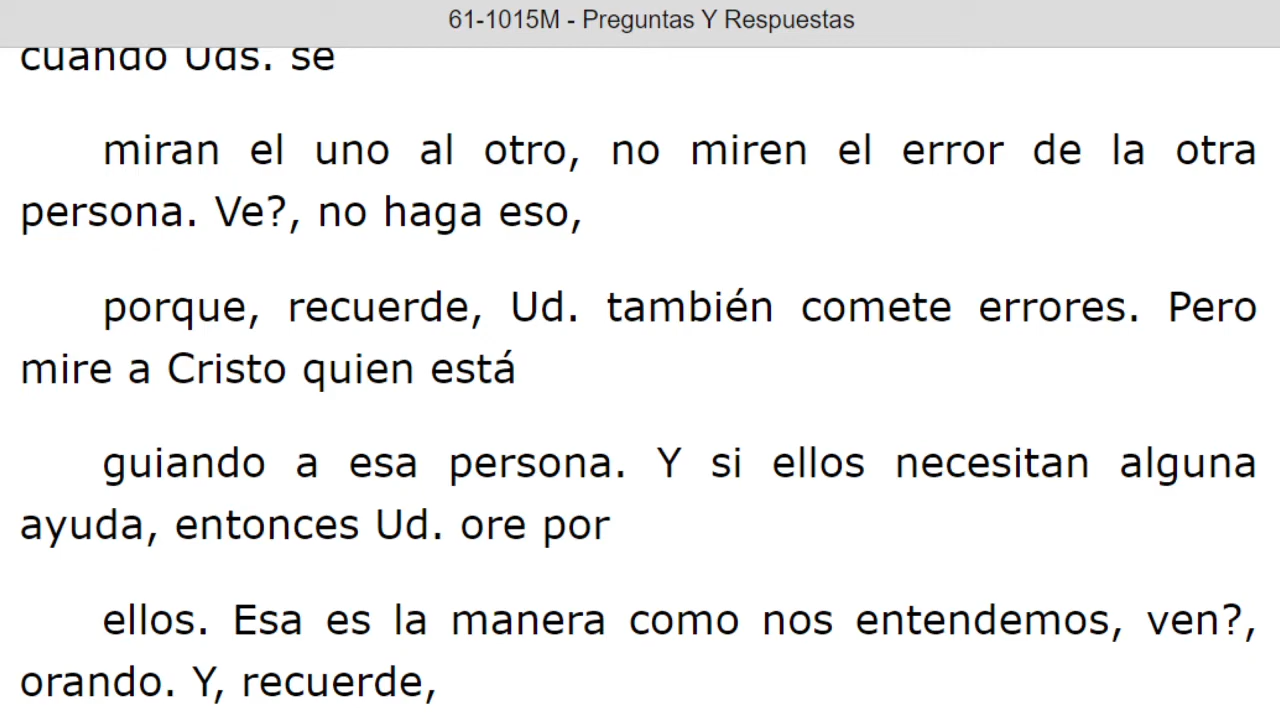 61-1015M - Preguntas Y Respuestas
cuando Uds. se
miran el uno al otro, no miren el error de la otra
persona. Ve?, no haga eso,
porque, recuerde, Ud. también comete errores. Pero
mire a Cristo quien está
guiando a esa persona. Y si ellos necesitan alguna
ayuda, entonces Ud. ore por
ellos. Esa es la manera como nos entendemos, ven?,
orando. Y, recuerde,